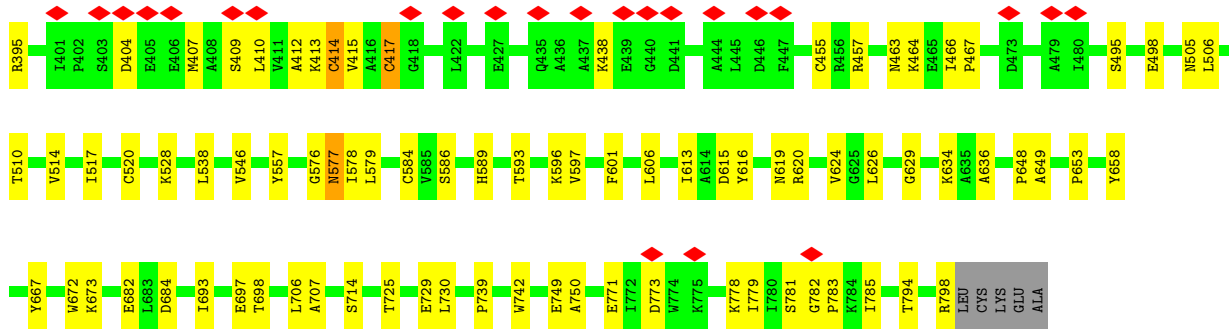 R395 I401 P402 S403 D404 E405 E406 M407 A408 S409 L410 V411 A412 K413 C414 V415 A416 C417 G418 L422 E427 Q435 A436 A437 K438 E439 G440 D441 A444 L445 D446 F447 C455 R456 R457 N463 K464 E465 I466 P467 D473 A479 I480 S495 E498 N505 L506
T510 V514 I517 C520 K528 L538 V546 Y557 G576 N577 I578 L579 C584 V585 S586 H589 T593 K596 V597 F601 L606 I613 A614 D615 Y616 N619 R620 V624 G625 L626 G629 K634 A635 A636 P648 A649 P653 Y658
Y667 W672 K673 E682 L683 D684 I693 E697 T698 L706 A707 S714 T725 E729 L730 P739 W742 E749 A750 E771 I772 D773 W774 K775 K778 I779 I780 S781 G782 P783 K784 I785 T794 R798 LEU CYS LYS GLU ALA